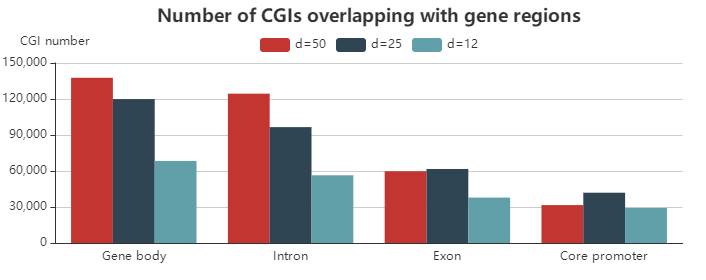 Number of CGIs overlapping with gene regions
CGI number
d=50 d=25 d=12
150,000
120,000
90,000
60,000
30,000
0
Gene body Intron Exon Core promoter